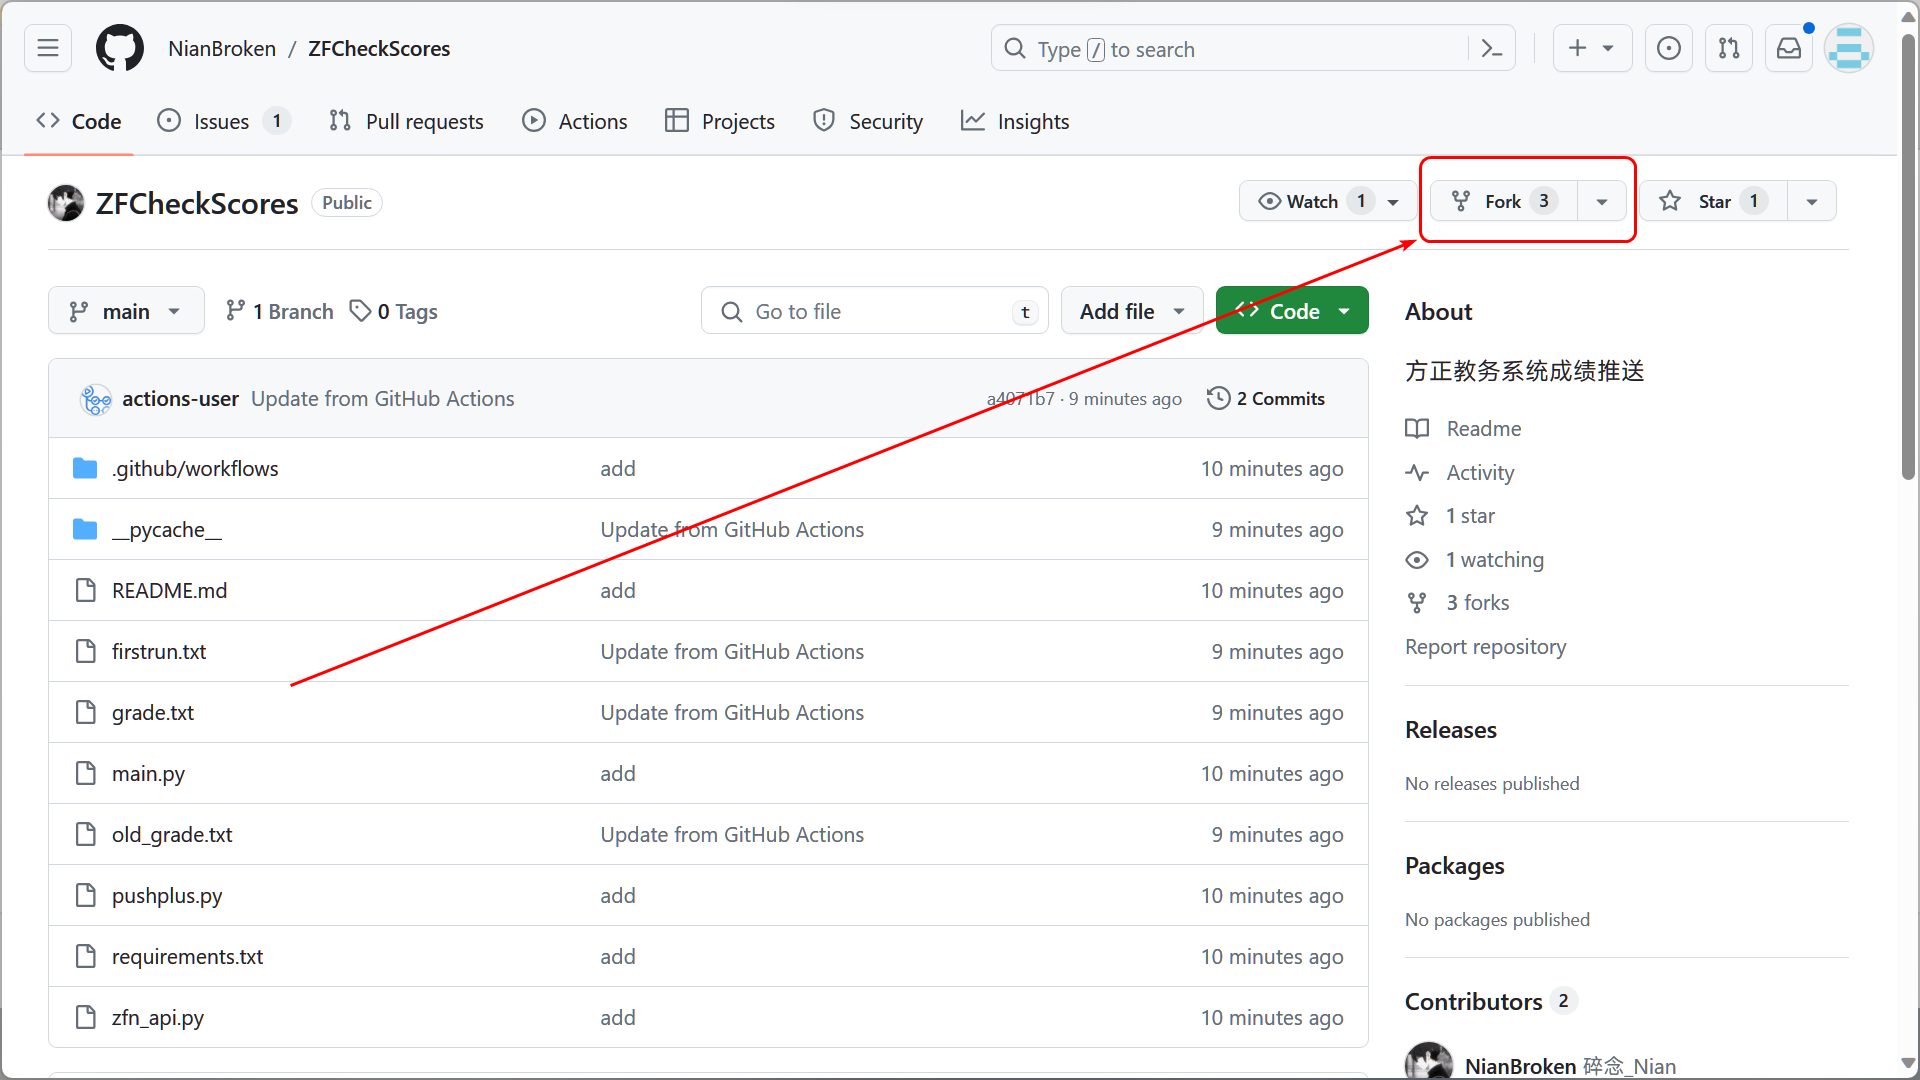 NianBroken / ZFCheckScores
Type / to search
Code
Issues 1
Pull requests
Actions
Projects
Security
Insights
ZFCheckScores Public
Watch 1
Fork 3
Star 1
main
1 Branch
0 Tags
Go to file t
Add file
Code
actions-user Update from GitHub Actions a4071b7 · 9 minutes ago 2 Commits
.github/workflows add 10 minutes ago
__pycache__ Update from GitHub Actions 9 minutes ago
README.md add 10 minutes ago
firstrun.txt Update from GitHub Actions 9 minutes ago
grade.txt Update from GitHub Actions 9 minutes ago
main.py add 10 minutes ago
old_grade.txt Update from GitHub Actions 9 minutes ago
pushplus.py add 10 minutes ago
requirements.txt add 10 minutes ago
zfn_api.py add 10 minutes ago
About
方正教务系统成绩推送
Readme
Activity
1 star
1 watching
3 forks
Report repository
Releases
No releases published
Packages
No packages published
Contributors 2
NianBroken 碎念_Nian